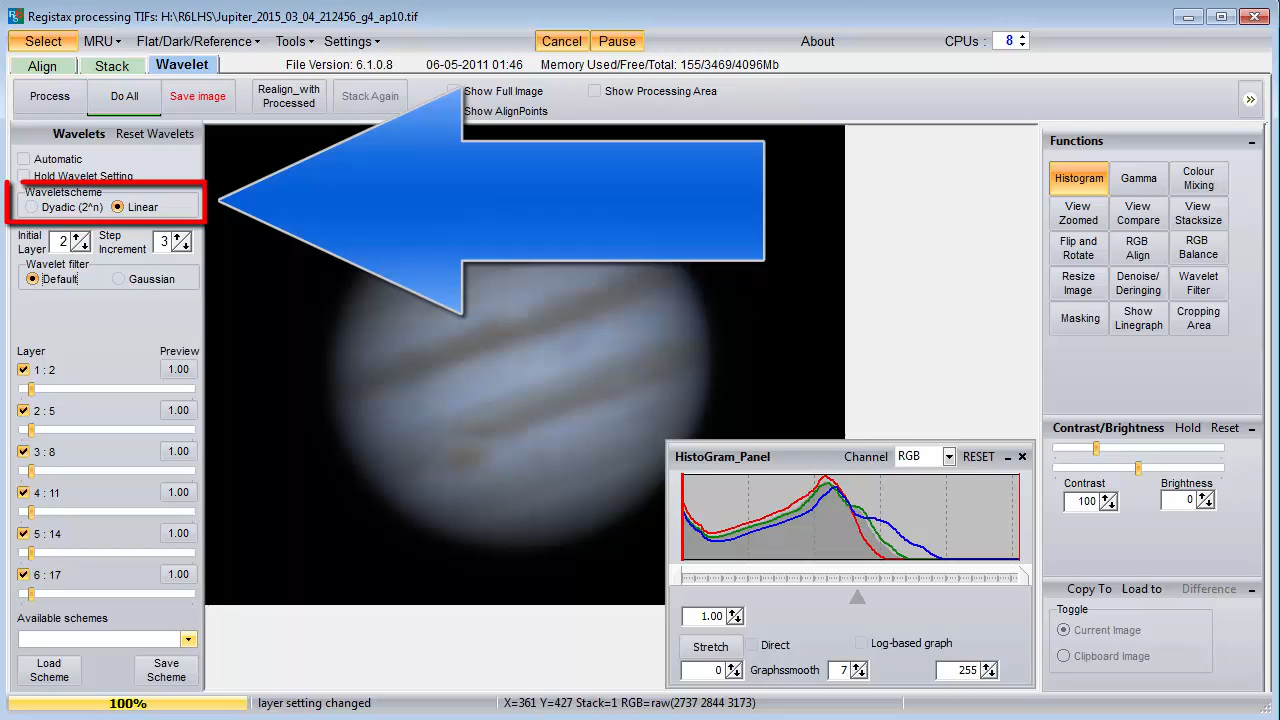 Registax processing TIFs: H:\R6LHS\Jupiter_2015_03_04_212456_g4_ap10.tif
Select MRU Flat/Dark/Reference Tools Settings Cancel Pause About CPUs: 8
Align Stack Wavelet File Version: 6.1.0.8 06-05-2011 01:46 Memory Used/Free/Total: 155/3469/4096Mb
Process Do All Save image Realign_with
Processed Stack Again Show Full Image Show Processing Area
Show AlignPoints
Wavelets Reset Wavelets
Automatic
Hold Wavelet Setting
Waveletscheme
Dyadic (2^n) Linear
Initial
Layer 2 Step
Increment 3
Wavelet filter
Default Gaussian
Layer Preview
1 : 2 1.00
2 : 5 1.00
3 : 8 1.00
4 : 11 1.00
5 : 14 1.00
6 : 17 1.00
Available schemes
Load
Scheme
Save
Scheme
HistoGram_Panel Channel RGB RESET
1.00
Stretch Direct Log-based graph
0 Graphssmooth 7 255
Functions
Histogram Gamma Colour
Mixing
View
Zoomed
View
Compare
View
Stacksize
Flip and
Rotate
RGB
Align
RGB
Balance
Resize
Image
Denoise/
Deringing
Wavelet
Filter
Masking Show
Linegraph
Cropping
Area
Contrast/Brightness Hold Reset
Contrast Brightness
100 0
Copy To Load to Difference
Toggle
Current Image
Clipboard Image
100% layer setting changed X=361 Y=427 Stack=1 RGB=raw(2737 2844 3173)